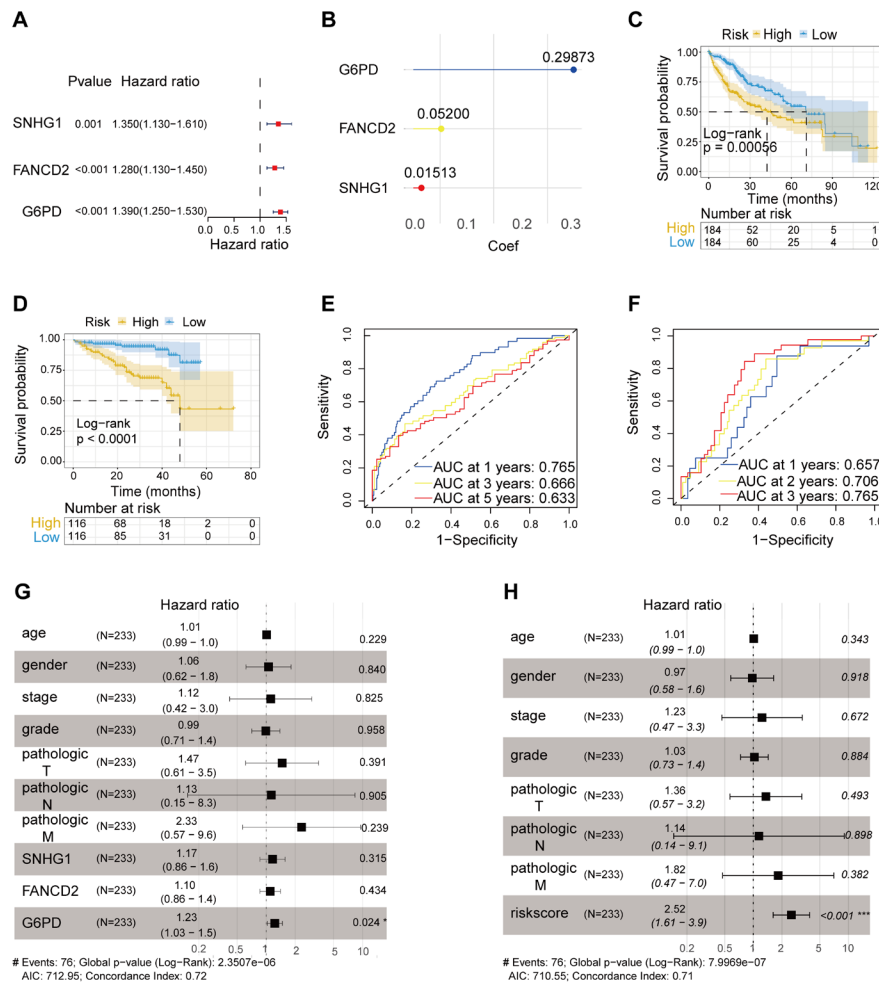 A
Pvalue Hazard ratio
SNHG1 0.001 1.350(1.130-1.610)
FANCD2 <0.001 1.280(1.130-1.450)
G6PD <0.001 1.390(1.250-1.530)
0.0 0.5 1.0 1.5
Hazard ratio
B
G6PD 0.29873
FANCD2 0.05200
SNHG1 0.01513
0.0 0.1 0.2 0.3
Coef
C
Risk High Low
Survival probability
1.00
0.75
0.50
0.25
0.00
Log-rank
p = 0.00056
0 30 60 90 120
Time (months)
Number at risk
High 184 52 20 5 1
Low 184 60 25 4 0
D
Risk High Low
Survival probability
1.00
0.75
0.50
0.25
0.00
Log-rank
p < 0.0001
0 20 40 60 80
Time (months)
Number at risk
High 116 68 18 2 0
Low 116 85 31 0 0
E
Sensitivity
1.0
0.8
0.6
0.4
0.2
0.0
AUC at 1 years: 0.765
AUC at 3 years: 0.666
AUC at 5 years: 0.633
0.0 0.2 0.4 0.6 0.8 1.0
1-Specificity
F
Sensitivity
1.0
0.8
0.6
0.4
0.2
0.0
AUC at 1 years: 0.657
AUC at 2 years: 0.706
AUC at 3 years: 0.765
0.0 0.2 0.4 0.6 0.8 1.0
1-Specificity
G
Hazard ratio
age (N=233) 1.01 (0.99 - 1.0) 0.229
gender (N=233) 1.06 (0.62 - 1.8) 0.840
stage (N=233) 1.12 (0.42 - 3.0) 0.825
grade (N=233) 0.99 (0.71 - 1.4) 0.958
pathologic T (N=233) 1.47 (0.61 - 3.5) 0.391
pathologic N (N=233) 1.13 (0.15 - 8.3) 0.905
pathologic M (N=233) 2.33 (0.57 - 9.6) 0.239
SNHG1 (N=233) 1.17 (0.86 - 1.6) 0.315
FANCD2 (N=233) 1.10 (0.86 - 1.4) 0.434
G6PD (N=233) 1.23 (1.03 - 1.5) 0.024 *
0.2 0.5 1 2 5 10
# Events: 76; Global p-value (Log-Rank): 2.3507e-06
AIC: 712.95; Concordance Index: 0.72
H
Hazard ratio
age (N=233) 1.01 (0.99 - 1.0) 0.343
gender (N=233) 0.97 (0.58 - 1.6) 0.918
stage (N=233) 1.23 (0.47 - 3.3) 0.672
grade (N=233) 1.03 (0.73 - 1.4) 0.884
pathologic T (N=233) 1.36 (0.57 - 3.2) 0.493
pathologic N (N=233) 1.14 (0.14 - 9.1) 0.898
pathologic M (N=233) 1.82 (0.47 - 7.0) 0.382
riskscore (N=233) 2.52 (1.61 - 3.9) <0.001 ***
0.2 0.5 1 2 5 10
# Events: 76; Global p-value (Log-Rank): 7.9969e-07
AIC: 710.55; Concordance Index: 0.71